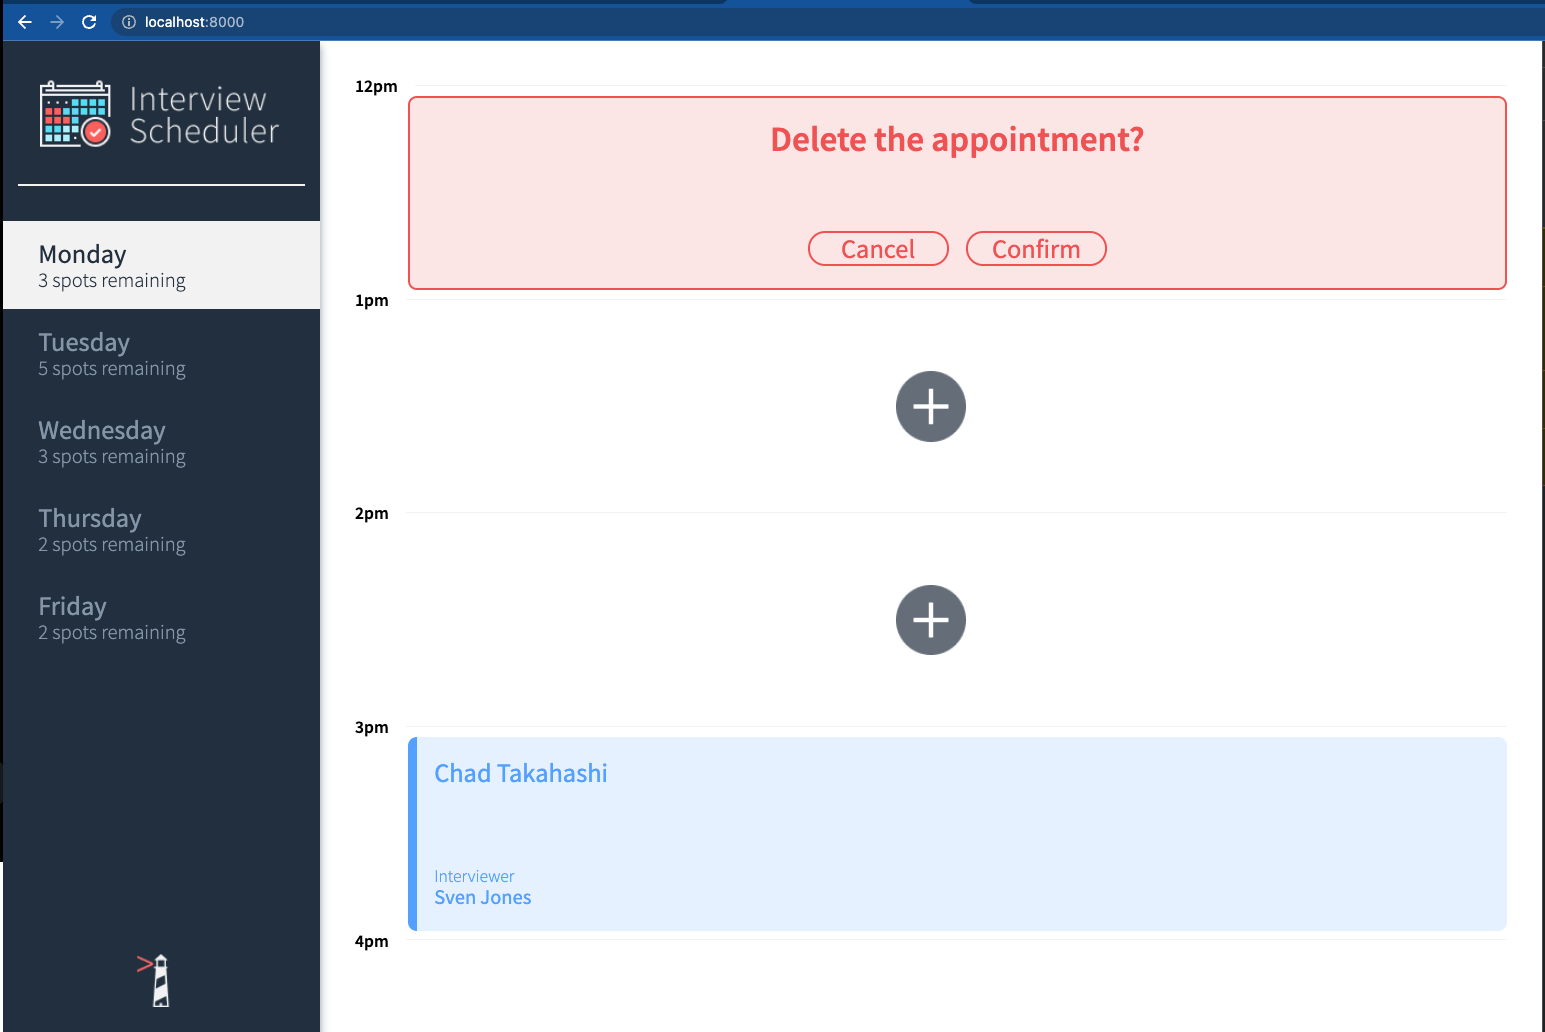 localhost:8000
Interview
Scheduler
Monday
3 spots remaining
Tuesday
5 spots remaining
Wednesday
3 spots remaining
Thursday
2 spots remaining
Friday
2 spots remaining
12pm
Delete the appointment?
Cancel Confirm
1pm
2pm
3pm
Chad Takahashi
Interviewer
Sven Jones
4pm